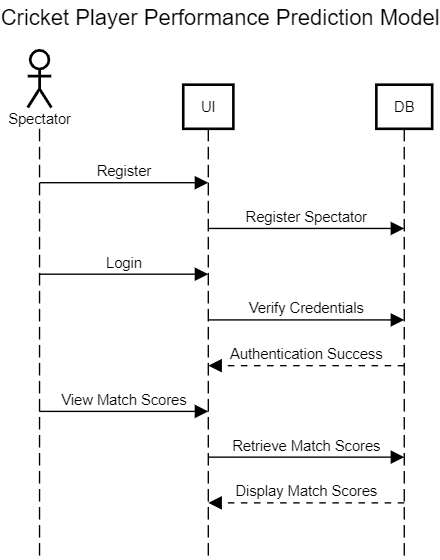 Cricket Player Performance Prediction Model
Spectator
UI
DB
Register
Register Spectator
Login
Verify Credentials
Authentication Success
View Match Scores
Retrieve Match Scores
Display Match Scores